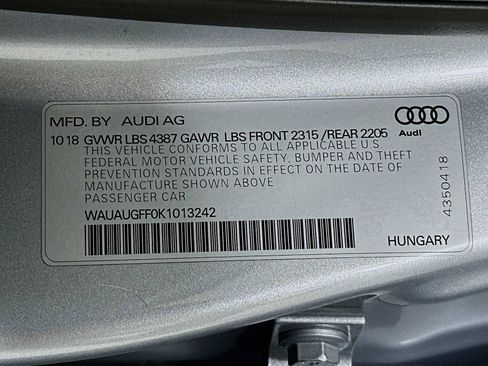 MFD. BY AUDI AG
10 18 GVWR LBS 4387 GAWR LBS FRONT 2315 /REAR 2205
THIS VEHICLE CONFORMS TO ALL APPLICABLE U.S
FEDERAL MOTOR VEHICLE SAFETY, BUMPER AND THEFT
PREVENTION STANDARDS IN EFFECT ON THE DATE OF
MANUFACTURE SHOWN ABOVE
PASSENGER CAR
WAUAUGFF0K1013242
HUNGARY
Audi
4350418